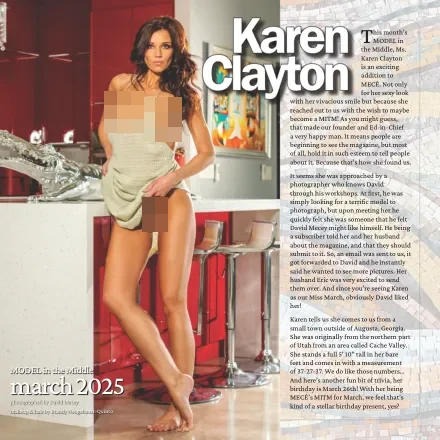 Karen
Clayton
This month's
MODEL in
the Middle, Ms.
Karen Clayton
is an exciting
addition to
MECE. Not only
for her sexy look
with her vivacious smile but because she
reached out to us with the wish to maybe
become a MITM! As you might guess,
that made our founder and Ed-in-Chief
a very happy man. It means people are
beginning to see the magazine, but most
of all, hold it in such esteem to tell people
about it. Because that's how she found us.
It seems she was approached by a
photographer who knows David
through his workshops. At first, he was
simply looking for a terrific model to
photograph, but upon meeting her he
quickly felt she was someone that he felt
David Mecey might like himself. He being
a subscriber told her and her husband
about the magazine, and that they should
submit to it. So, an email was sent to us, it
got forwarded to David and he instantly
said he wanted to see more pictures. Her
husband Eric was very excited to send
them over. And since you're seeing Karen
as our Miss March, obviously David liked
her!
Karen tells us she comes to us from a
small town outside of Augusta, Georgia.
She was originally from the northern part
of Utah from an area called Cache Valley.
She stands a full 5'10" tall in her bare
feet and comes in with a measurement
of 37-27-37. We do like those numbers...
And here's another fun bit of trivia, her
birthday is March 26th! With her being
MECE's MITM for March, we feel that's
kind of a stellar birthday present, yes?
MODEL in the Middle
march 2025
photographed by David Mecey
makeup & hair by Brandy